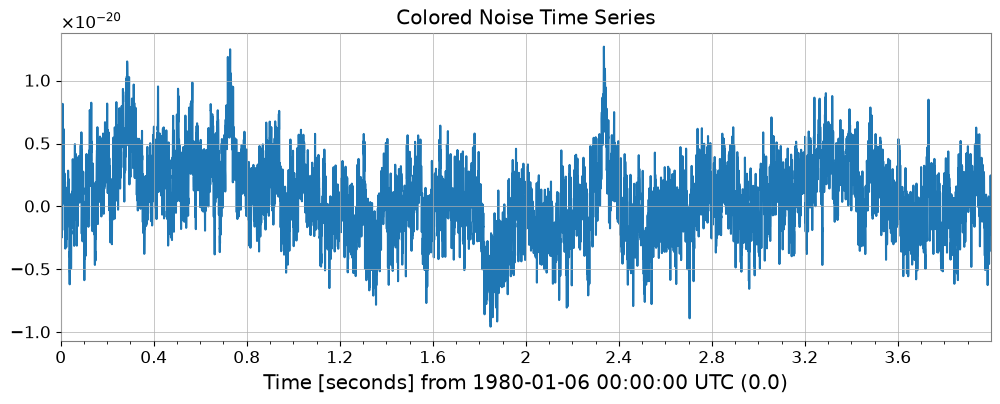 Colored Noise Time Series
×10⁻²⁰
1.0
0.5
0.0
−0.5
−1.0
0 0.4 0.8 1.2 1.6 2 2.4 2.8 3.2 3.6
Time [seconds] from 1980-01-06 00:00:00 UTC (0.0)